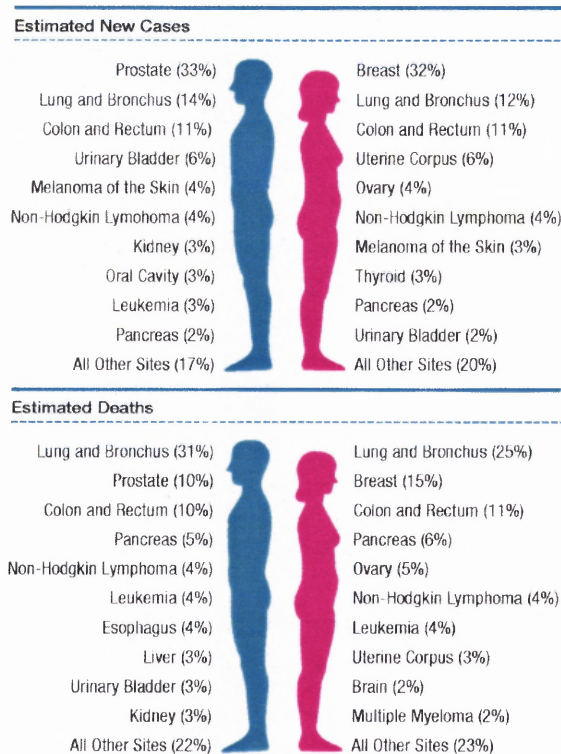 Estimated New Cases
Prostate (33%)
Lung and Bronchus (14%)
Colon and Rectum (11%)
Urinary Bladder (6%)
Melanoma of the Skin (4%)
Non-Hodgkin Lymohoma (4%)
Kidney (3%)
Oral Cavity (3%)
Leukemia (3%)
Pancreas (2%)
All Other Sites (17%)
Breast (32%)
Lung and Bronchus (12%)
Colon and Rectum (11%)
Uterine Corpus (6%)
Ovary (4%)
Non-Hodgkin Lymphoma (4%)
Melanoma of the Skin (3%)
Thyroid (3%)
Pancreas (2%)
Urinary Bladder (2%)
All Other Sites (20%)
Estimated Deaths
Lung and Bronchus (31%)
Prostate (10%)
Colon and Rectum (10%)
Pancreas (5%)
Non-Hodgkin Lymphoma (4%)
Leukemia (4%)
Esophagus (4%)
Liver (3%)
Urinary Bladder (3%)
Kidney (3%)
All Other Sites (22%)
Lung and Bronchus (25%)
Breast (15%)
Colon and Rectum (11%)
Pancreas (6%)
Ovary (5%)
Non-Hodgkin Lymphoma (4%)
Leukemia (4%)
Uterine Corpus (3%)
Brain (2%)
Multiple Myeloma (2%)
All Other Sites (23%)